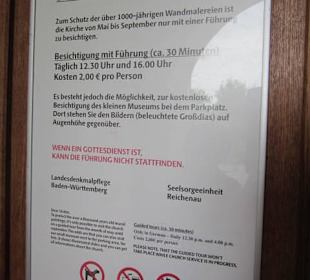 Zum Schutz der über 1000-jährigen Wandmalereien ist
die Kirche von Mai bis September nur mit einer Führung
zu besichtigen.
Besichtigung mit Führung (ca. 30 Minuten)
Täglich 12.30 Uhr und 16.00 Uhr
Kosten 2,00 € pro Person
Es besteht jedoch die Möglichkeit, zur kostenlosen
Besichtigung des kleinen Museums bei dem Parkplatz.
Dort stehen Sie den Bildern (beleuchtete Großdias) auf
Augenhöhe gegenüber.
WENN EIN GOTTESDIENST IST,
KANN DIE FÜHRUNG NICHT STATTFINDEN.
Landesdenkmalpflege
Baden-Württemberg
Seelsorgeeinheit
Reichenau
Dear Visitor,
Guided tours (ca. 30 minutes)
Only in German - Daily 12.30 p.m. and 4.00 p.m.
Costs 2,00€ per person
PLEASE NOTE, THAT THE GUIDED TOUR WON'T
TAKE PLACE WHILE CHURCH SERVICE IS IN PROGRESS.